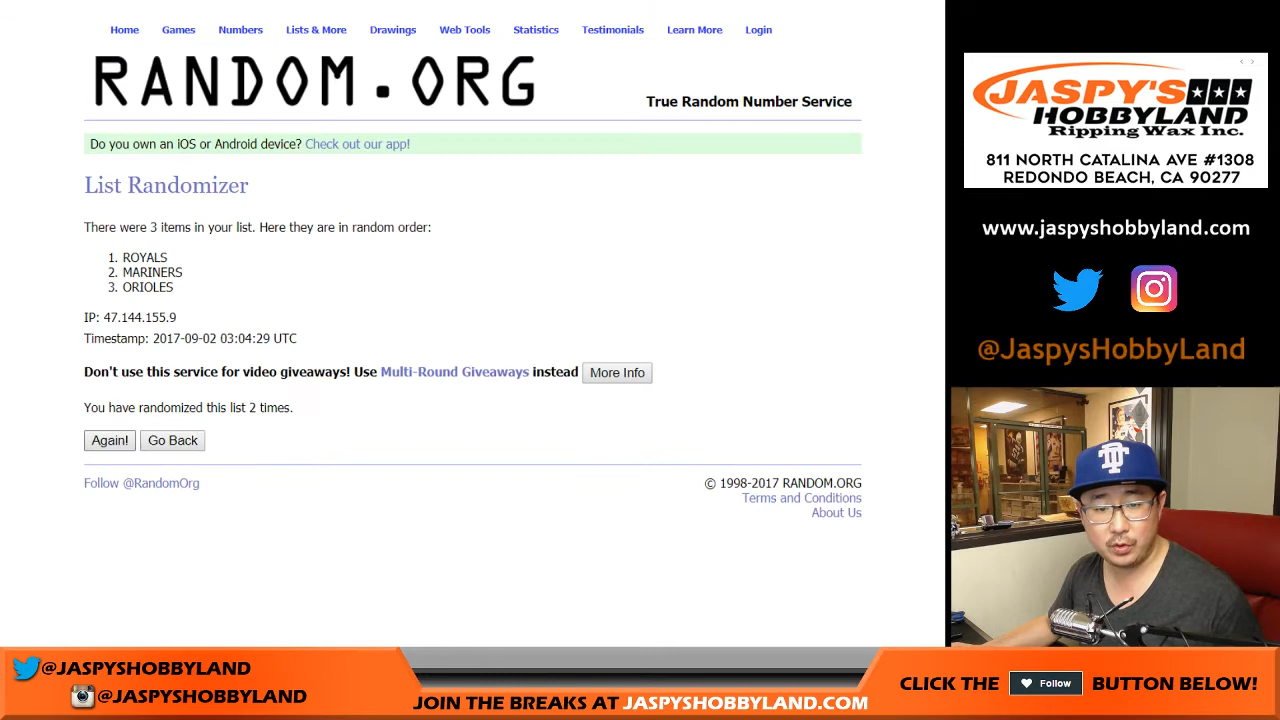 Home Games Numbers Lists & More Drawings Web Tools Statistics Testimonials Learn More Login
RANDOM.ORG
True Random Number Service
Do you own an iOS or Android device? Check out our app!
List Randomizer
There were 3 items in your list. Here they are in random order:
1. ROYALS
2. MARINERS
3. ORIOLES
IP: 47.144.155.9
Timestamp: 2017-09-02 03:04:29 UTC
Don't use this service for video giveaways! Use Multi-Round Giveaways instead More Info
You have randomized this list 2 times.
Again! Go Back
Follow @RandomOrg
© 1998-2017 RANDOM.ORG
Terms and Conditions
About Us
JASPY'S
HOBBYLAND
Ripping Wax Inc.
811 NORTH CATALINA AVE #1308
REDONDO BEACH, CA 90277
www.jaspyshobbyland.com
@JaspysHobbyLand
@JASPYSHOBBYLAND
@JASPYSHOBBYLAND
JOIN THE BREAKS AT JASPYSHOBBYLAND.COM
CLICK THE Follow BUTTON BELOW!